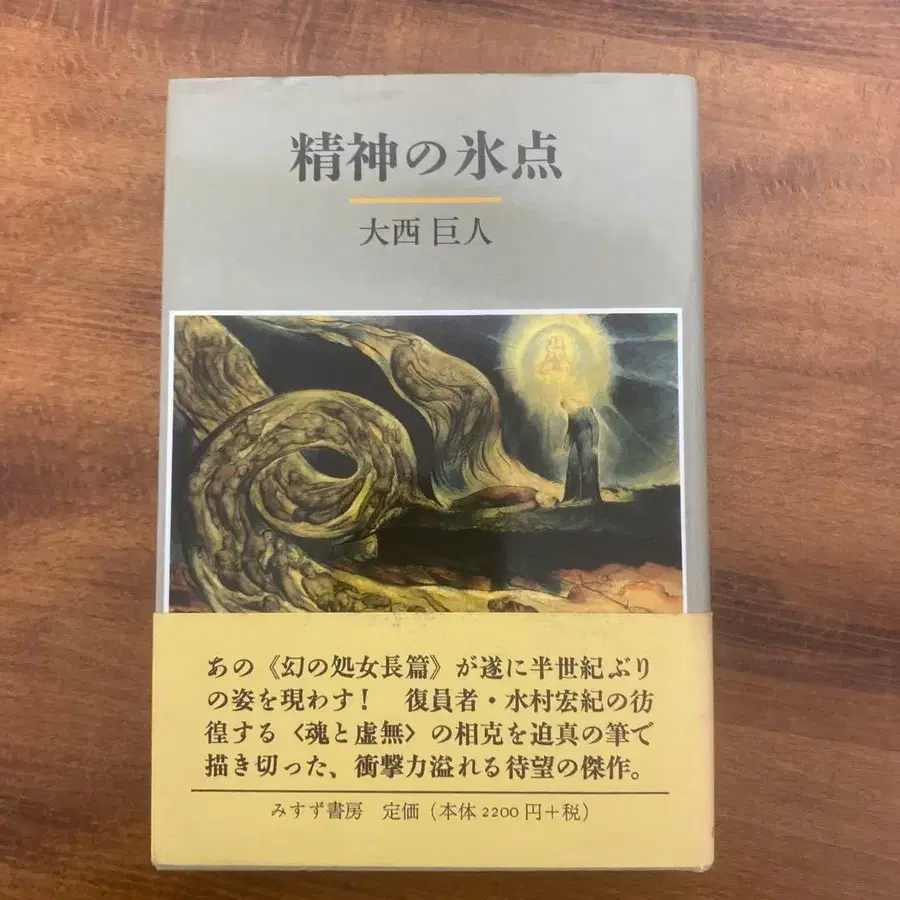 精神の氷点
大西 巨人
あの《幻の処女長篇》が遂に半世紀ぶり
の姿を現わす！　復員者・水村宏紀の彷
徨する〈魂と虚無〉の相克を迫真の筆で
描き切った、衝撃力溢れる待望の傑作。
みすず書房　定価（本体 2200 円＋税）